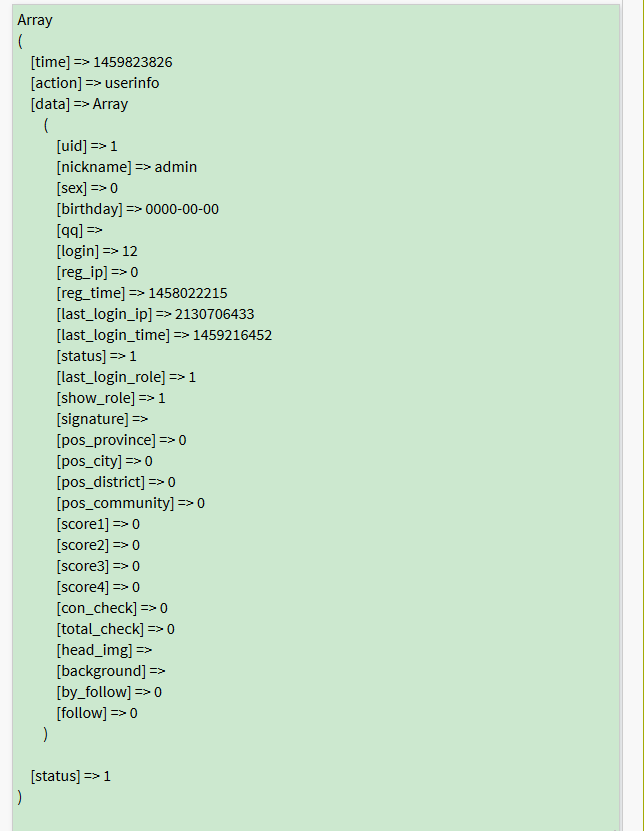 Array
(
[time] => 1459823826
[action] => userinfo
[data] => Array
(
[uid] => 1
[nickname] => admin
[sex] => 0
[birthday] => 0000-00-00
[qq] =>
[login] => 12
[reg_ip] => 0
[reg_time] => 1458022215
[last_login_ip] => 2130706433
[last_login_time] => 1459216452
[status] => 1
[last_login_role] => 1
[show_role] => 1
[signature] =>
[pos_province] => 0
[pos_city] => 0
[pos_district] => 0
[pos_community] => 0
[score1] => 0
[score2] => 0
[score3] => 0
[score4] => 0
[con_check] => 0
[total_check] => 0
[head_img] =>
[background] =>
[by_follow] => 0
[follow] => 0
)
[status] => 1
)